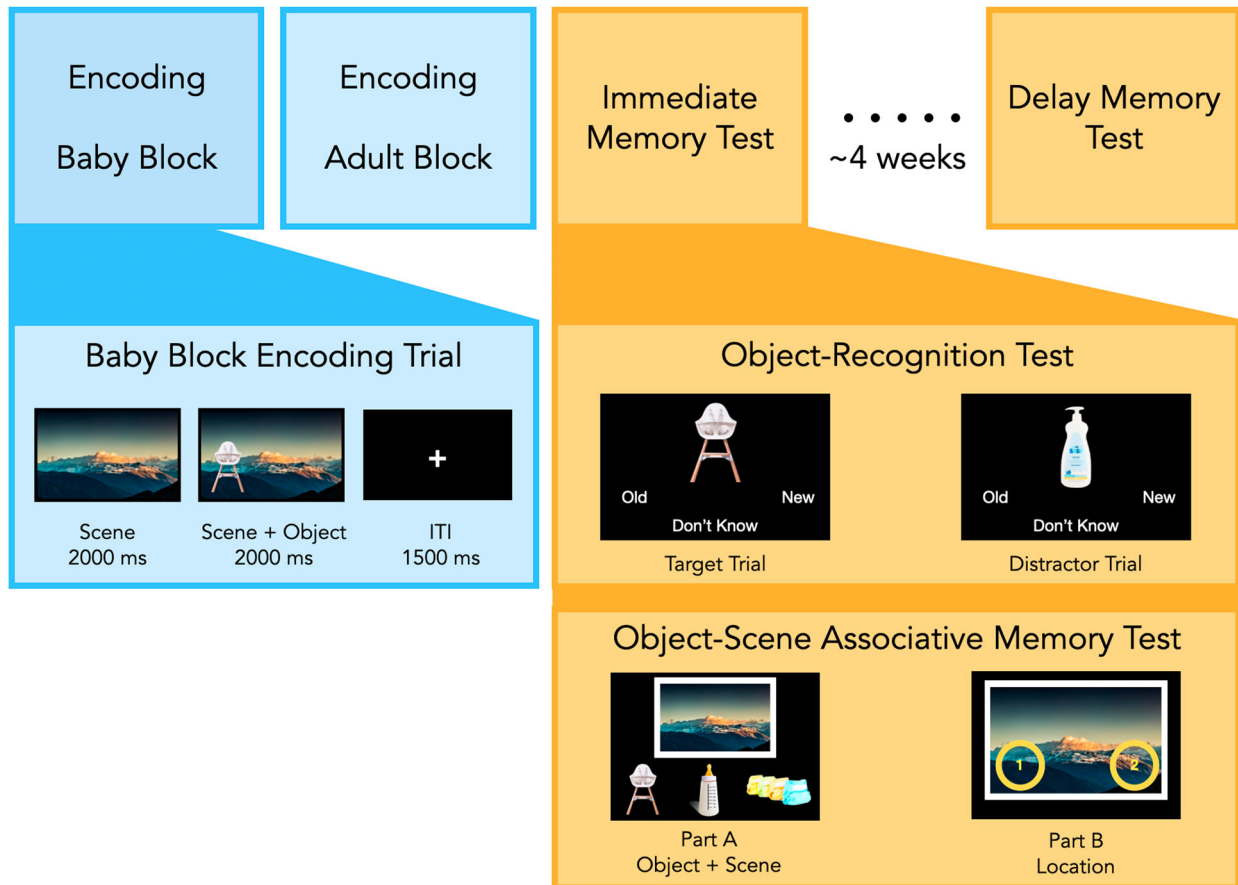 Encoding
Baby Block
Encoding
Adult Block
Immediate
Memory Test
~4 weeks
Delay Memory
Test
Baby Block Encoding Trial
Scene
2000 ms
Scene + Object
2000 ms
+
ITI
1500 ms
Object-Recognition Test
Old
New
Don't Know
Target Trial
Old
New
Don't Know
Distractor Trial
Object-Scene Associative Memory Test
Part A
Object + Scene
1
2
Part B
Location